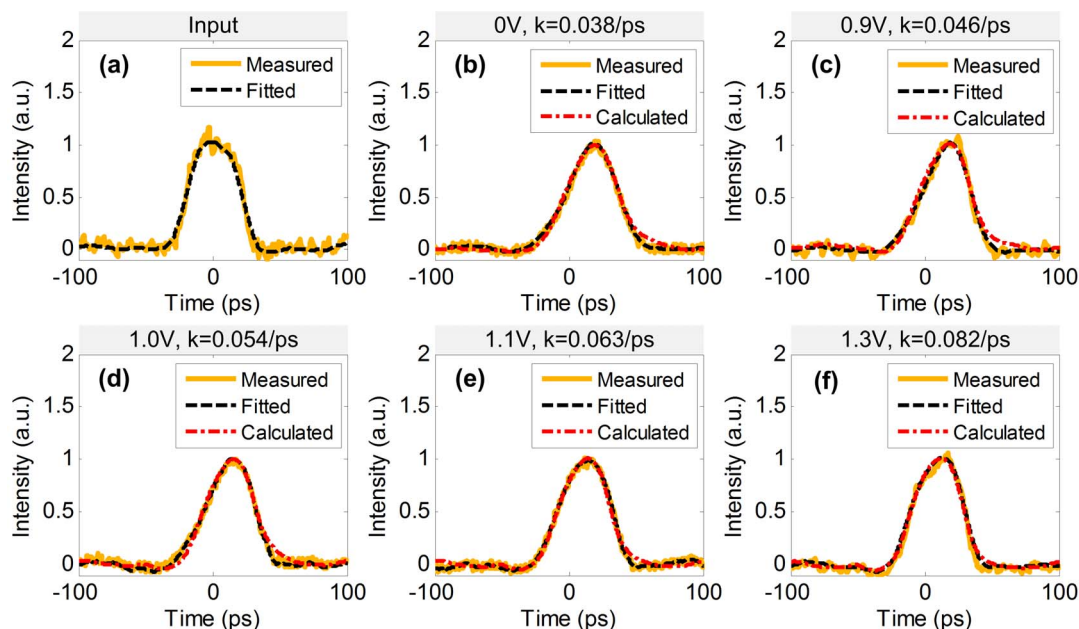 Input
(a)
Measured
Fitted
2
1.5
1
0.5
0
Intensity (a.u.)
-100
0
100
Time (ps)
0V, k=0.038/ps
(b)
Measured
Fitted
Calculated
2
1.5
1
0.5
0
Intensity (a.u.)
-100
0
100
Time (ps)
0.9V, k=0.046/ps
(c)
Measured
Fitted
Calculated
2
1.5
1
0.5
0
Intensity (a.u.)
-100
0
100
Time (ps)
1.0V, k=0.054/ps
(d)
Measured
Fitted
Calculated
2
1.5
1
0.5
0
Intensity (a.u.)
-100
0
100
Time (ps)
1.1V, k=0.063/ps
(e)
Measured
Fitted
Calculated
2
1.5
1
0.5
0
Intensity (a.u.)
-100
0
100
Time (ps)
1.3V, k=0.082/ps
(f)
Measured
Fitted
Calculated
2
1.5
1
0.5
0
Intensity (a.u.)
-100
0
100
Time (ps)